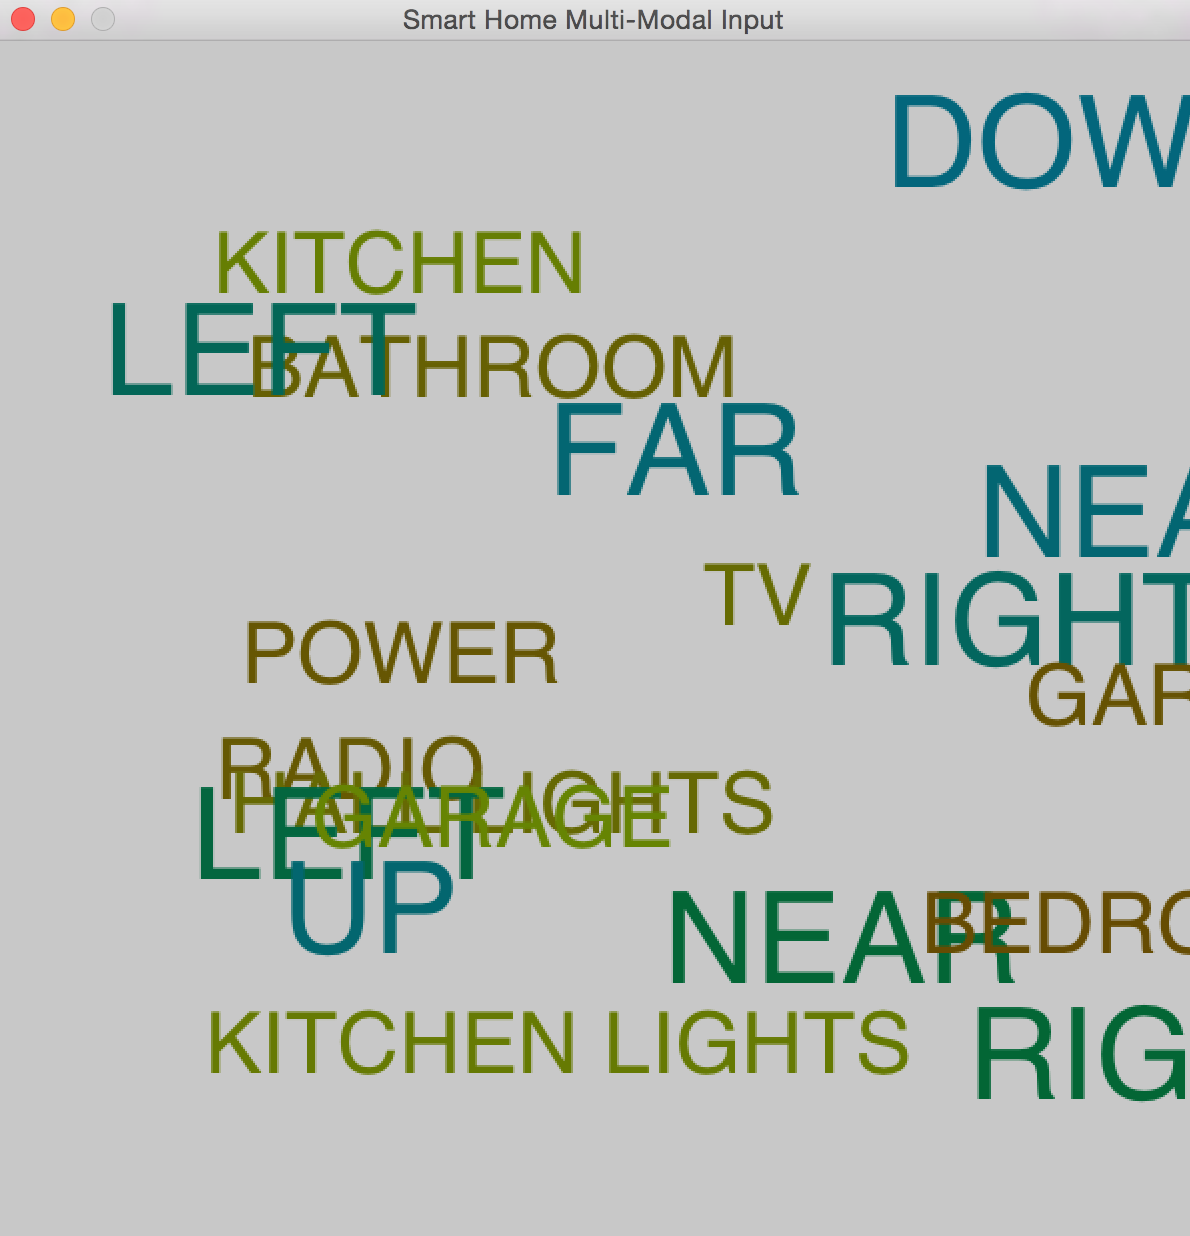 Smart Home Multi-Modal Input
DOW
KITCHEN
LEFT
BATHROOM
FAR
NEA
TV
RIGHT
POWER
GAR
RADIO
HALL LIGHTS
GARAGE
LEFT
UP
NEAR
BEDRO
KITCHEN LIGHTS
RIG